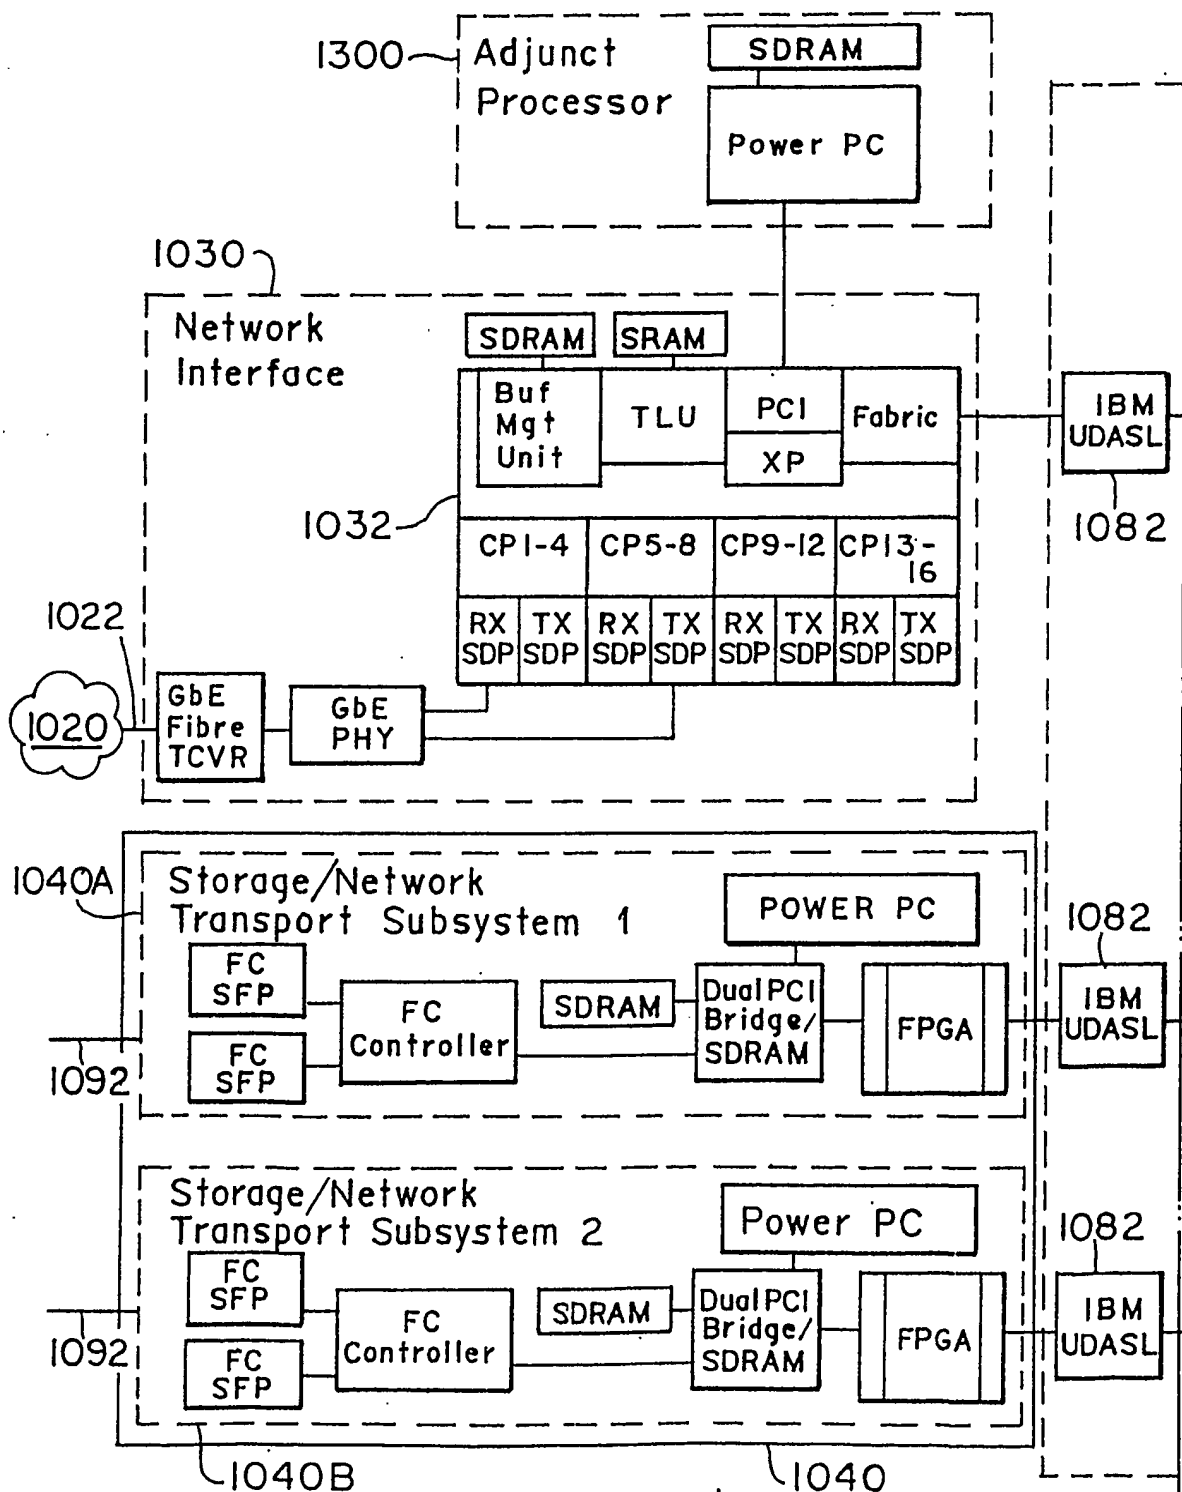 1300
Adjunct
Processor
SDRAM
Power PC
1030
Network
Interface
SDRAM
SRAM
Buf
Mgt
Unit
TLU
PCI
XP
Fabric
IBM
UDASL
1082
1032
CP1-4
CP5-8
CP9-12
CP13-
16
RX
SDP
TX
SDP
RX
SDP
TX
SDP
RX
SDP
TX
SDP
RX
SDP
TX
SDP
1022
1020
GbE
Fibre
TCVR
GbE
PHY
1040A
Storage/Network
Transport Subsystem 1
POWER PC
FC
SFP
FC
SFP
FC
Controller
SDRAM
Dual PCI
Bridge/
SDRAM
FPGA
1082
IBM
UDASL
1092
Storage/Network
Transport Subsystem 2
Power PC
FC
SFP
FC
SFP
FC
Controller
SDRAM
Dual PCI
Bridge/
SDRAM
FPGA
1082
IBM
UDASL
1092
1040B
1040